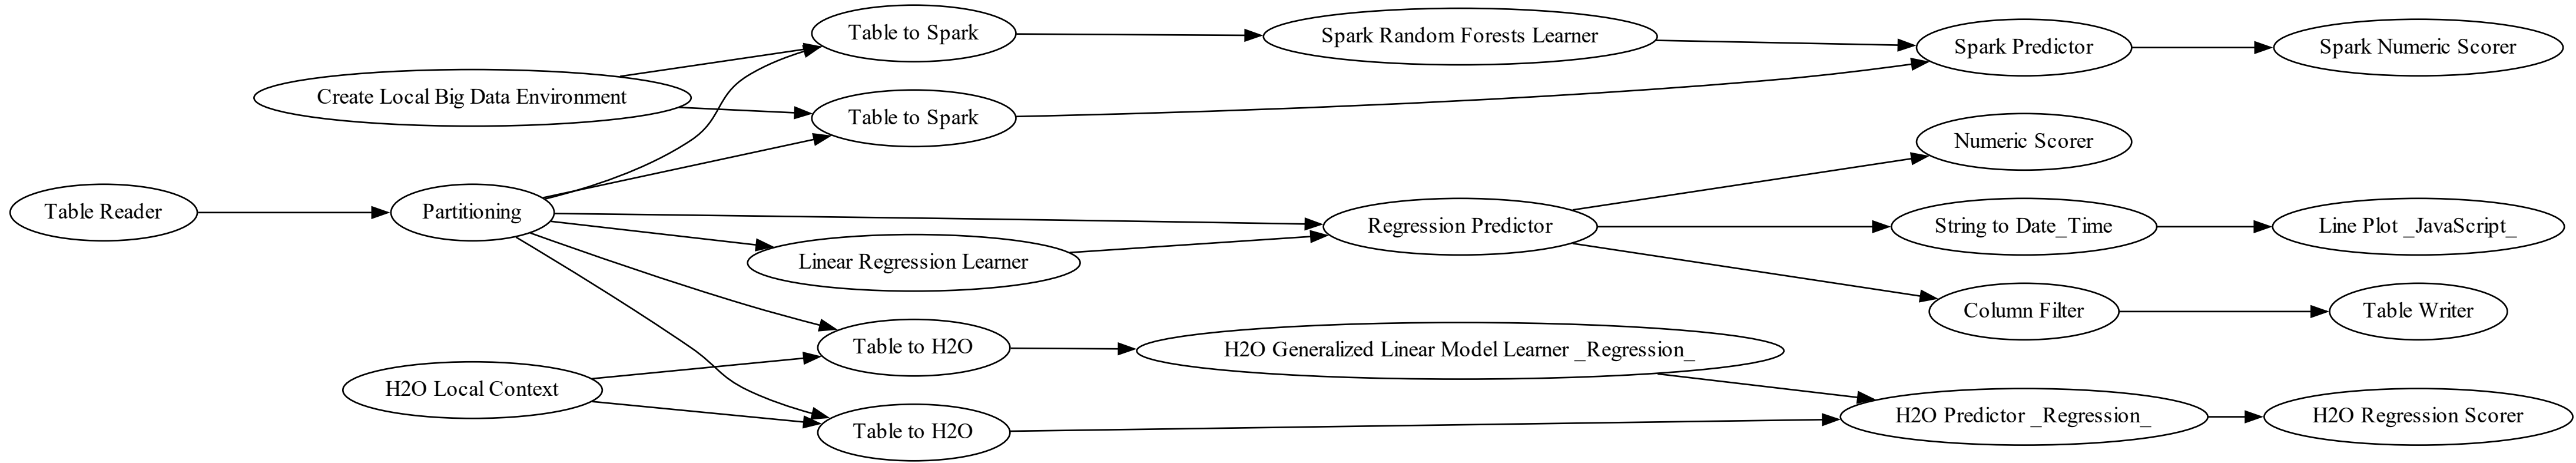 Table to Spark
Spark Random Forests Learner
Spark Predictor
Spark Numeric Scorer
Create Local Big Data Environment
Table to Spark
Numeric Scorer
Table Reader
Partitioning
Regression Predictor
String to Date_Time
Line Plot _JavaScript_
Linear Regression Learner
Column Filter
Table Writer
Table to H2O
H2O Generalized Linear Model Learner _Regression_
H2O Local Context
H2O Predictor _Regression_
H2O Regression Scorer
Table to H2O